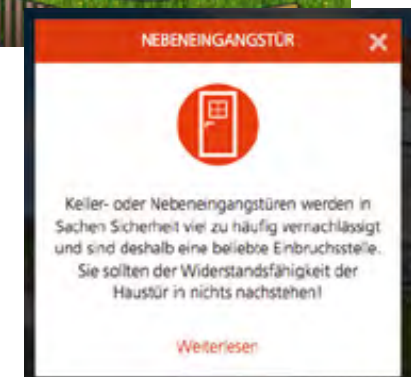 NEBENEINGANGSTÜR
Keller- oder Nebeneingangstüren werden in
Sachen Sicherheit viel zu häufig vernachlässigt
und sind deshalb eine beliebte Einbruchsstelle.
Sie sollten der Widerstandsfähigkeit der
Haustür in nichts nachstehen!
Weiterlesen